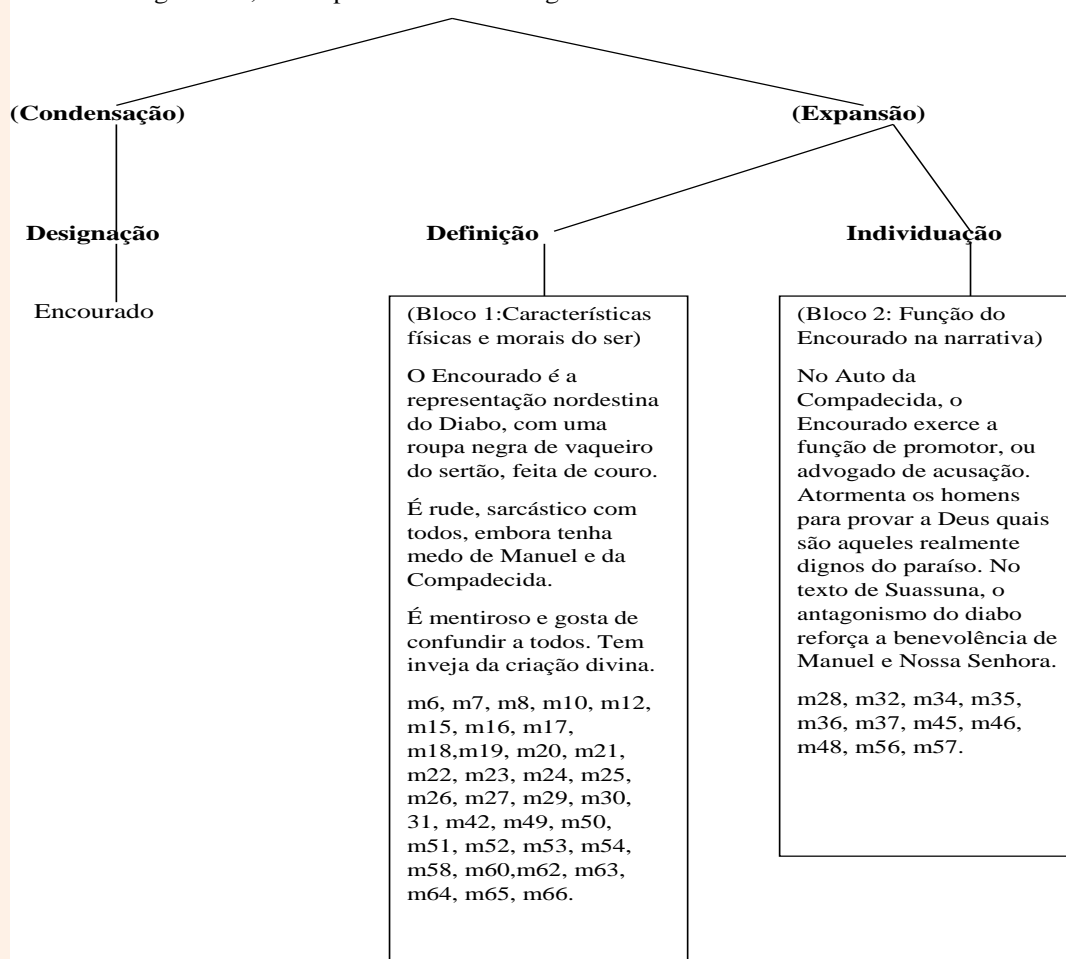 (Condensação)
(Expansão)
Designação
Definição
Individuação
Encourado
(Bloco 1:Características
físicas e morais do ser)
O Encourado é a
representação nordestina
do Diabo, com uma
roupa negra de vaqueiro
do sertão, feita de couro.
É rude, sarcástico com
todos, embora tenha
medo de Manuel e da
Compadecida.
É mentiroso e gosta de
confundir a todos. Tem
inveja da criação divina.
m6, m7, m8, m10, m12,
m15, m16, m17,
m18,m19, m20, m21,
m22, m23, m24, m25,
m26, m27, m29, m30,
31, m42, m49, m50,
m51, m52, m53, m54,
m58, m60,m62, m63,
m64, m65, m66.
(Bloco 2: Função do
Encourado na narrativa)
No Auto da
Compadecida, o
Encourado exerce a
função de promotor, ou
advogado de acusação.
Atormenta os homens
para provar a Deus quais
são aqueles realmente
dignos do paraíso. No
texto de Suassuna, o
antagonismo do diabo
reforça a benevolência de
Manuel e Nossa Senhora.
m28, m32, m34, m35,
m36, m37, m45, m46,
m48, m56, m57.